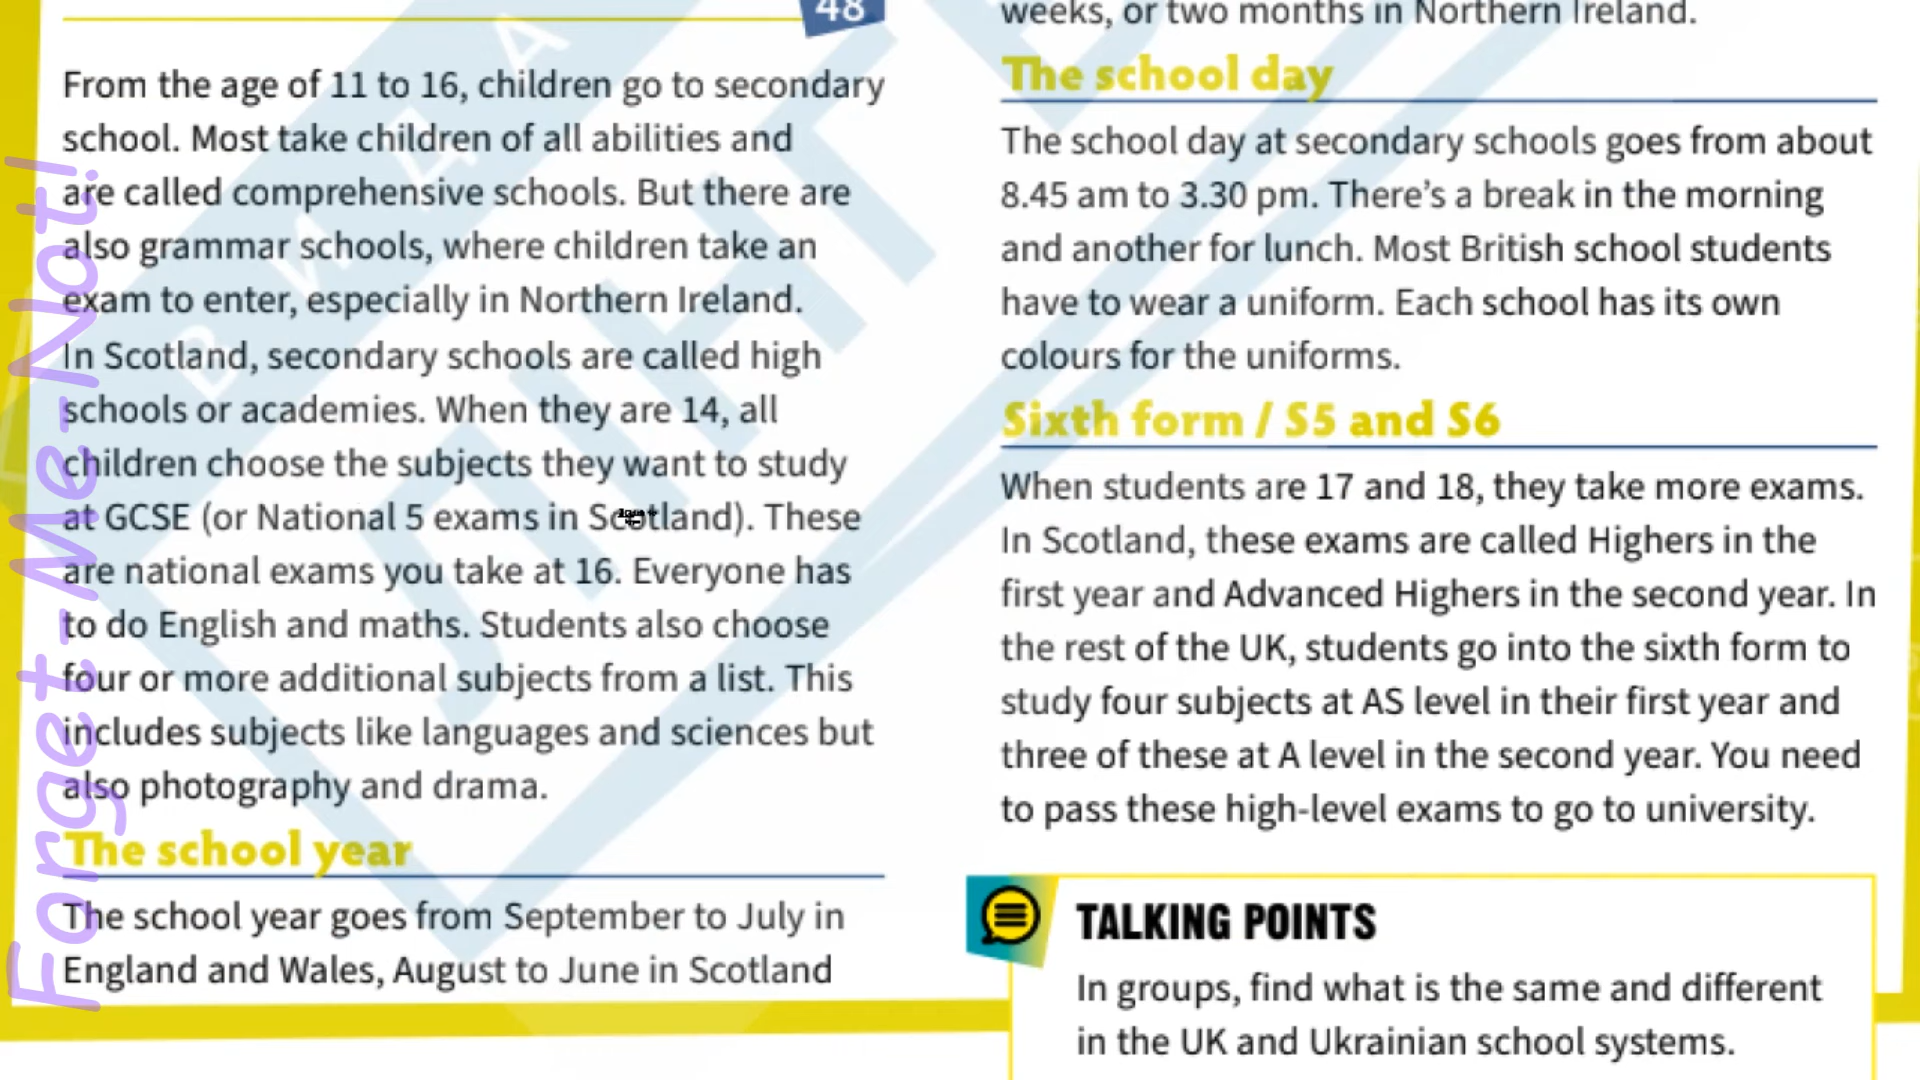 48
From the age of 11 to 16, children go to secondary
school. Most take children of all abilities and
are called comprehensive schools. But there are
also grammar schools, where children take an
exam to enter, especially in Northern Ireland.
In Scotland, secondary schools are called high
schools or academies. When they are 14, all
children choose the subjects they want to study
at GCSE (or National 5 exams in Scotland). These
are national exams you take at 16. Everyone has
to do English and maths. Students also choose
four or more additional subjects from a list. This
includes subjects like languages and sciences but
also photography and drama.
The school year
The school year goes from September to July in
England and Wales, August to June in Scotland
weeks, or two months in Northern Ireland.
The school day
The school day at secondary schools goes from about
8.45 am to 3.30 pm. There's a break in the morning
and another for lunch. Most British school students
have to wear a uniform. Each school has its own
colours for the uniforms.
Sixth form / S5 and S6
When students are 17 and 18, they take more exams.
In Scotland, these exams are called Highers in the
first year and Advanced Highers in the second year. In
the rest of the UK, students go into the sixth form to
study four subjects at AS level in their first year and
three of these at A level in the second year. You need
to pass these high-level exams to go to university.
TALKING POINTS
In groups, find what is the same and different
in the UK and Ukrainian school systems.
Forget-Me-Not!